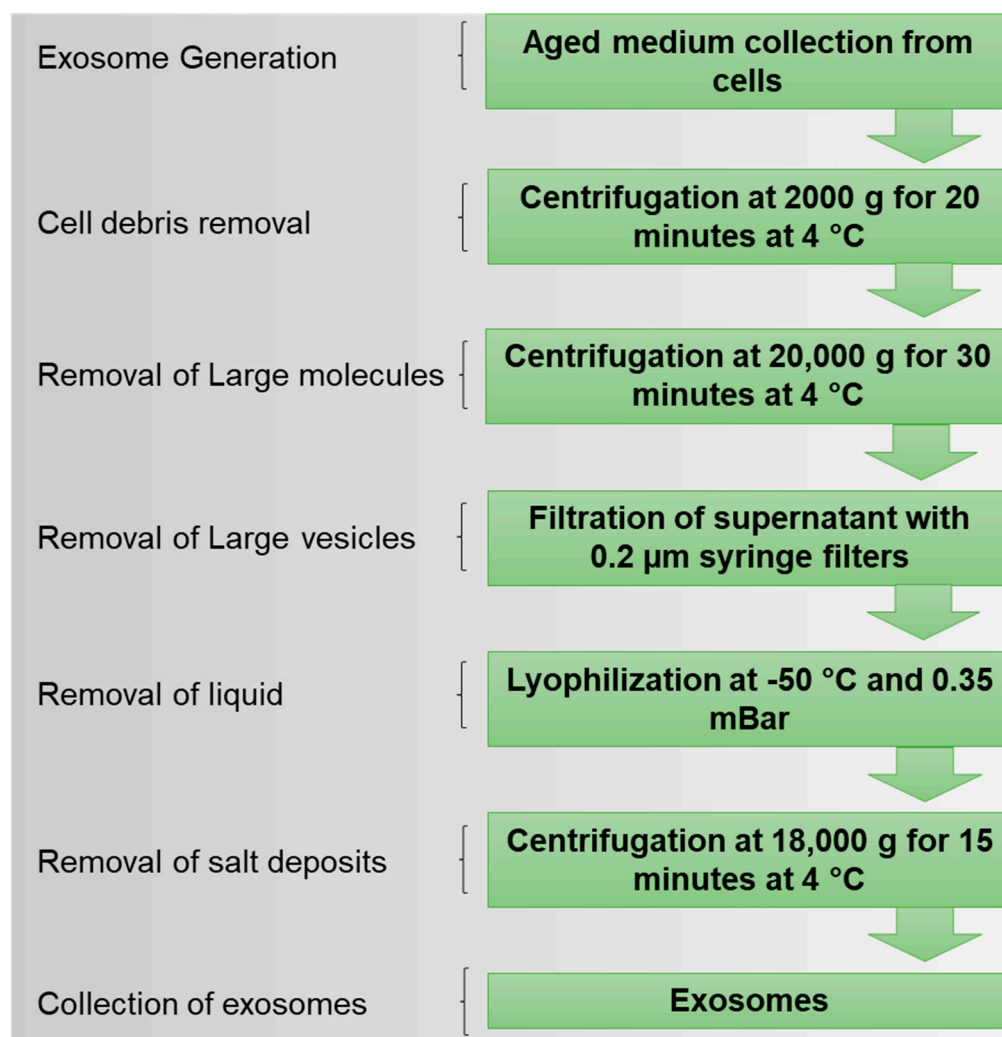 Exosome Generation
Aged medium collection from
cells
Cell debris removal
Centrifugation at 2000 g for 20
minutes at 4 °C
Removal of Large molecules
Centrifugation at 20,000 g for 30
minutes at 4 °C
Removal of Large vesicles
Filtration of supernatant with
0.2 µm syringe filters
Removal of liquid
Lyophilization at -50 °C and 0.35
mBar
Removal of salt deposits
Centrifugation at 18,000 g for 15
minutes at 4 °C
Collection of exosomes
Exosomes